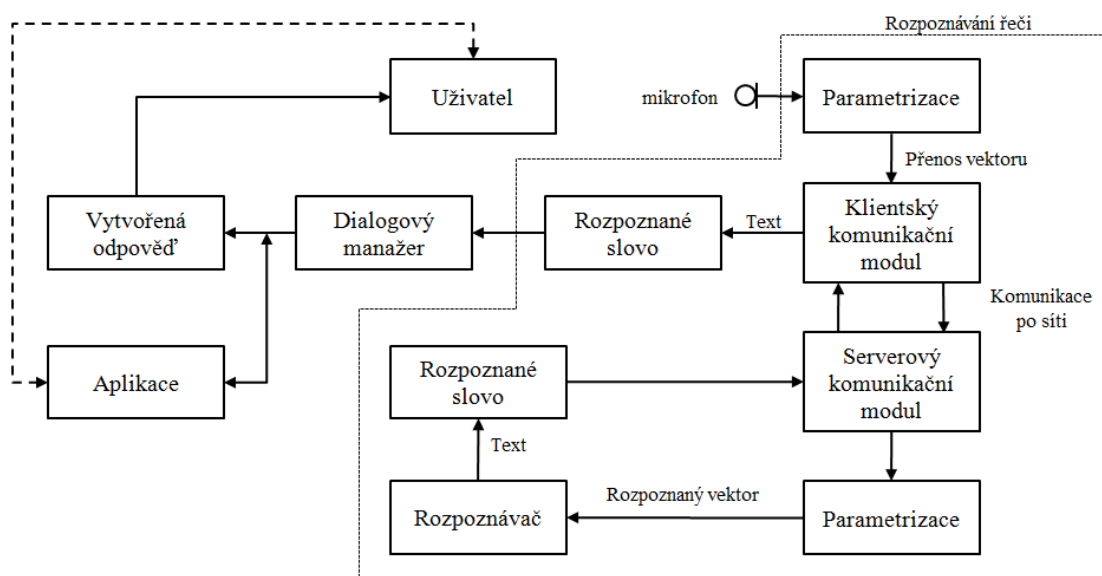 Rozpoznávání řeči
Uživatel
mikrofon
Parametrizace
Přenos vektoru
Vytvořená
odpověď
Dialogový
manažer
Rozpoznané
slovo
Text
Klientský
komunikační
modul
Komunikace
po síti
Aplikace
Rozpoznané
slovo
Serverový
komunikační
modul
Text
Rozpoznávač
Rozpoznaný vektor
Parametrizace